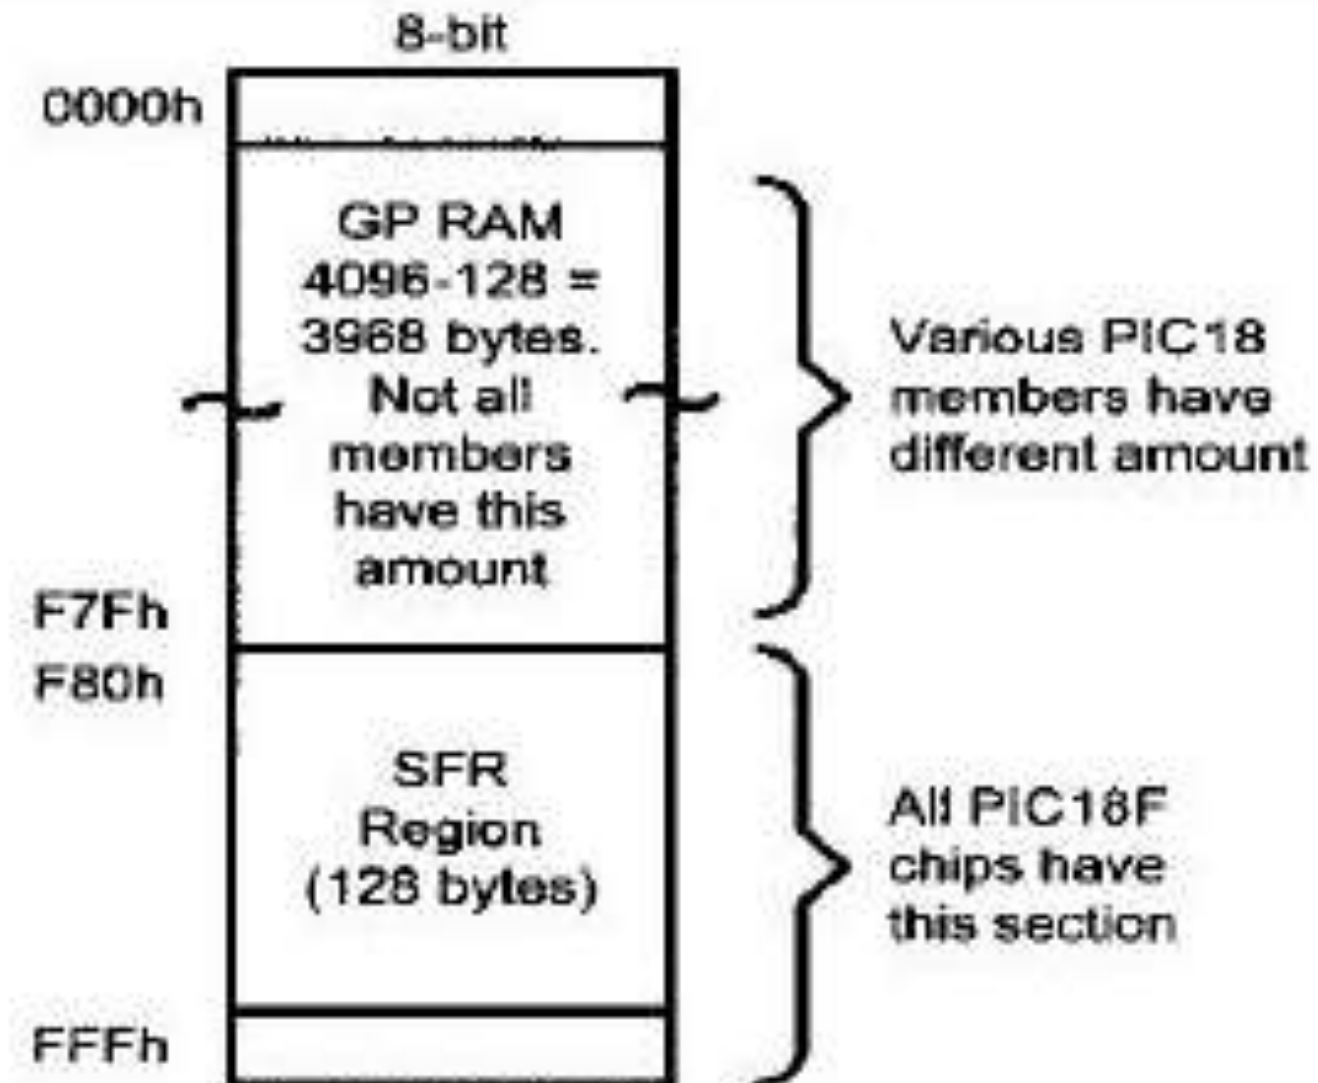 8-bit
0000h
GP RAM
4096-128 =
3968 bytes.
Not all
members
have this
amount
Various PIC18
members have
different amount
F7Fh
F80h
SFR
Region
(128 bytes)
All PIC18F
chips have
this section
FFFh